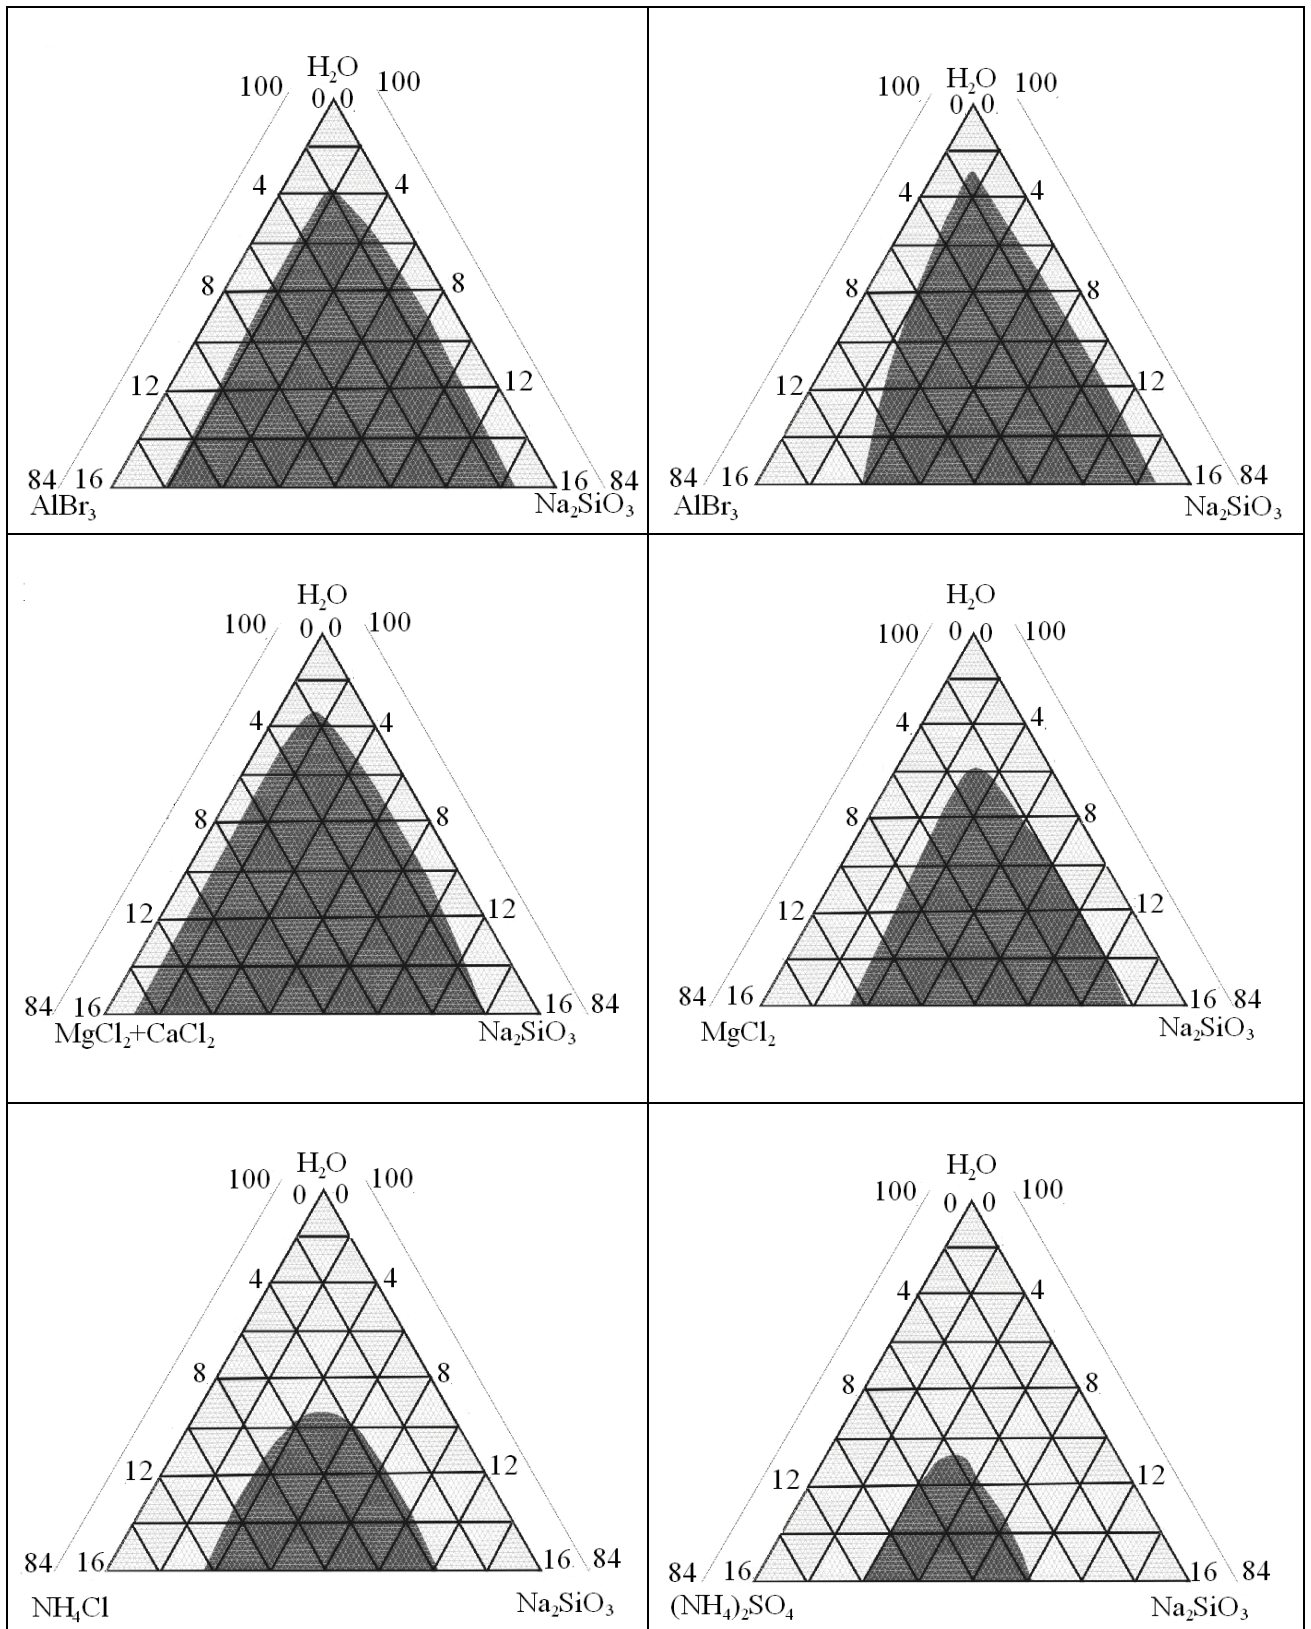 H₂O
100 0 0 100
4 4
8 8
12 12
84 16 16 84
AlBr₃ Na₂SiO₃
H₂O
100 0 0 100
4 4
8 8
12 12
84 16 16 84
AlBr₃ Na₂SiO₃
H₂O
100 0 0 100
4 4
8 8
12 12
84 16 16 84
MgCl₂+CaCl₂ Na₂SiO₃
H₂O
100 0 0 100
4 4
8 8
12 12
84 16 16 84
MgCl₂ Na₂SiO₃
H₂O
100 0 0 100
4 4
8 8
12 12
84 16 16 84
NH₄Cl Na₂SiO₃
H₂O
100 0 0 100
4 4
8 8
12 12
84 16 16 84
(NH₄)₂SO₄ Na₂SiO₃